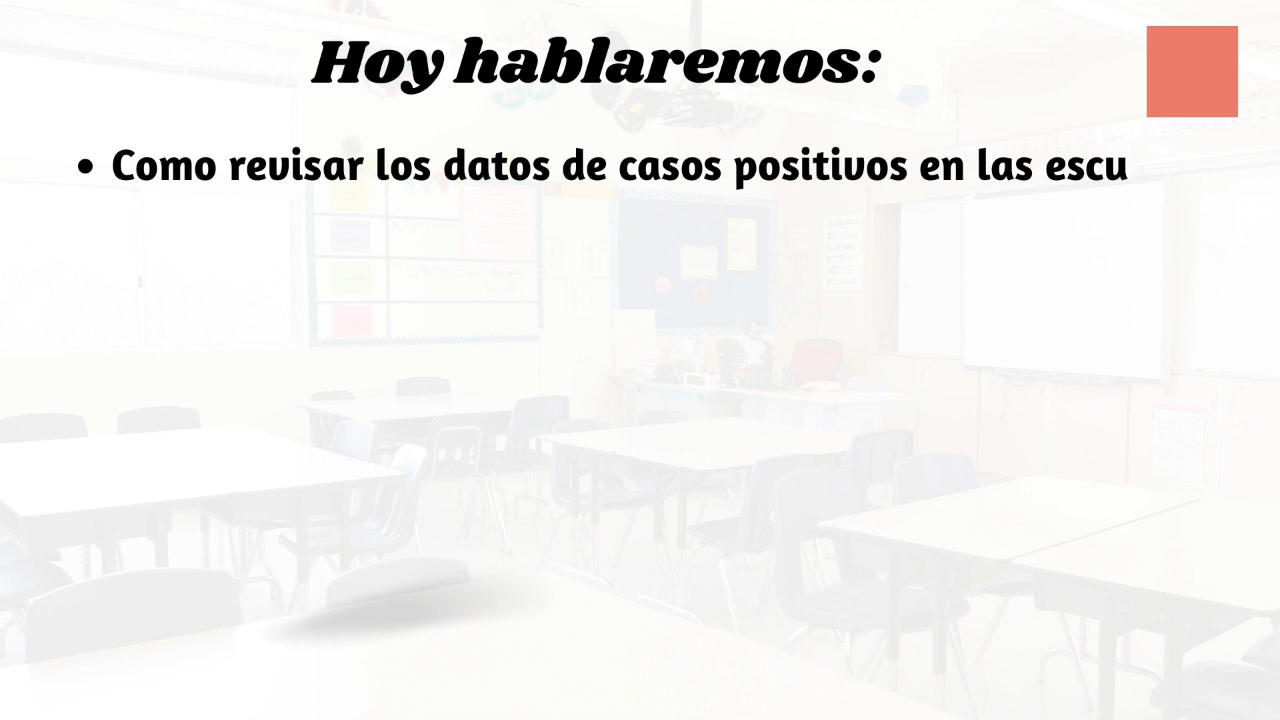 Hoy hablaremos:
• Como revisar los datos de casos positivos en las escu